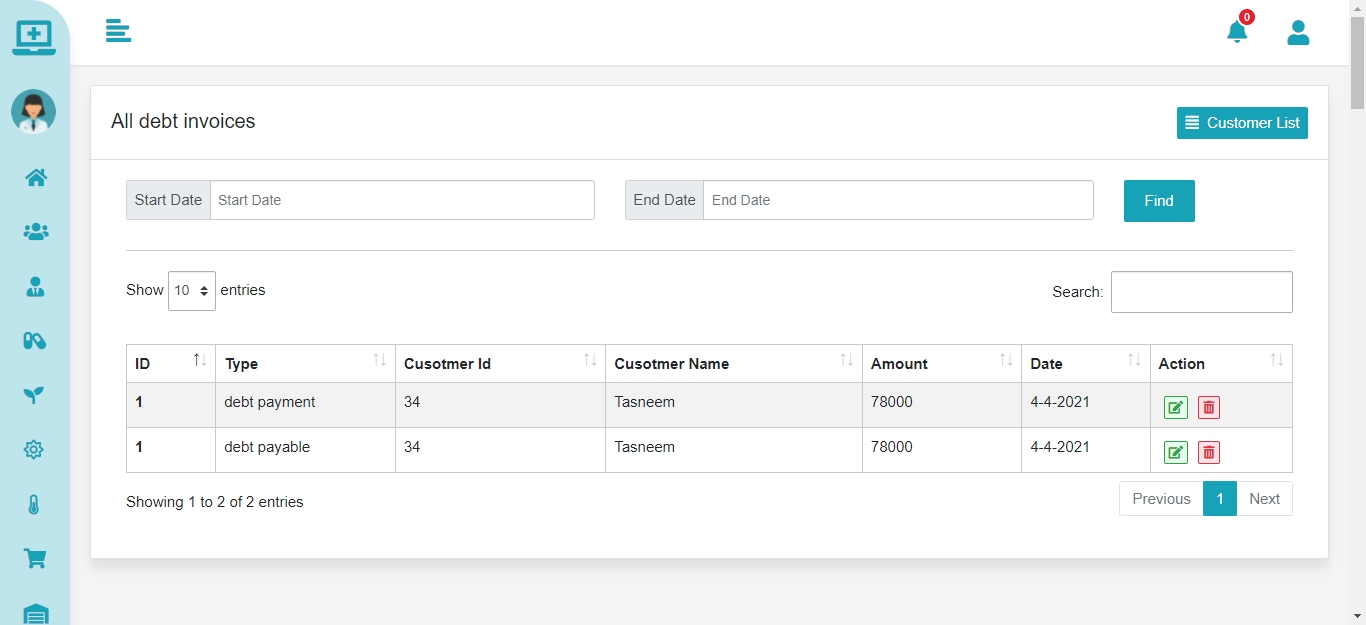 0
All debt invoices
Customer List
Start Date Start Date End Date End Date Find
Show 10 entries
Search:
ID Type Cusotmer Id Cusotmer Name Amount Date Action
1 debt payment 34 Tasneem 78000 4-4-2021
1 debt payable 34 Tasneem 78000 4-4-2021
Showing 1 to 2 of 2 entries
Previous 1 Next